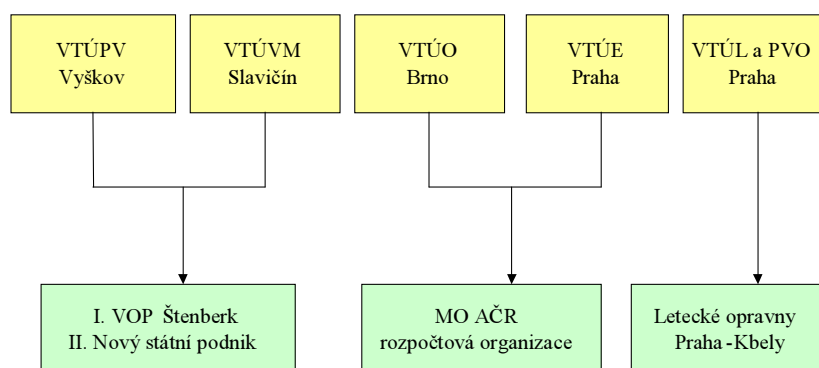 VTÚPV
Vyškov
VTÚVM
Slavičín
VTÚO
Brno
VTÚE
Praha
VTÚL a PVO
Praha
I. VOP Štenberk
II. Nový státní podnik
MO AČR
rozpočtová organizace
Letecké opravny
Praha-Kbely